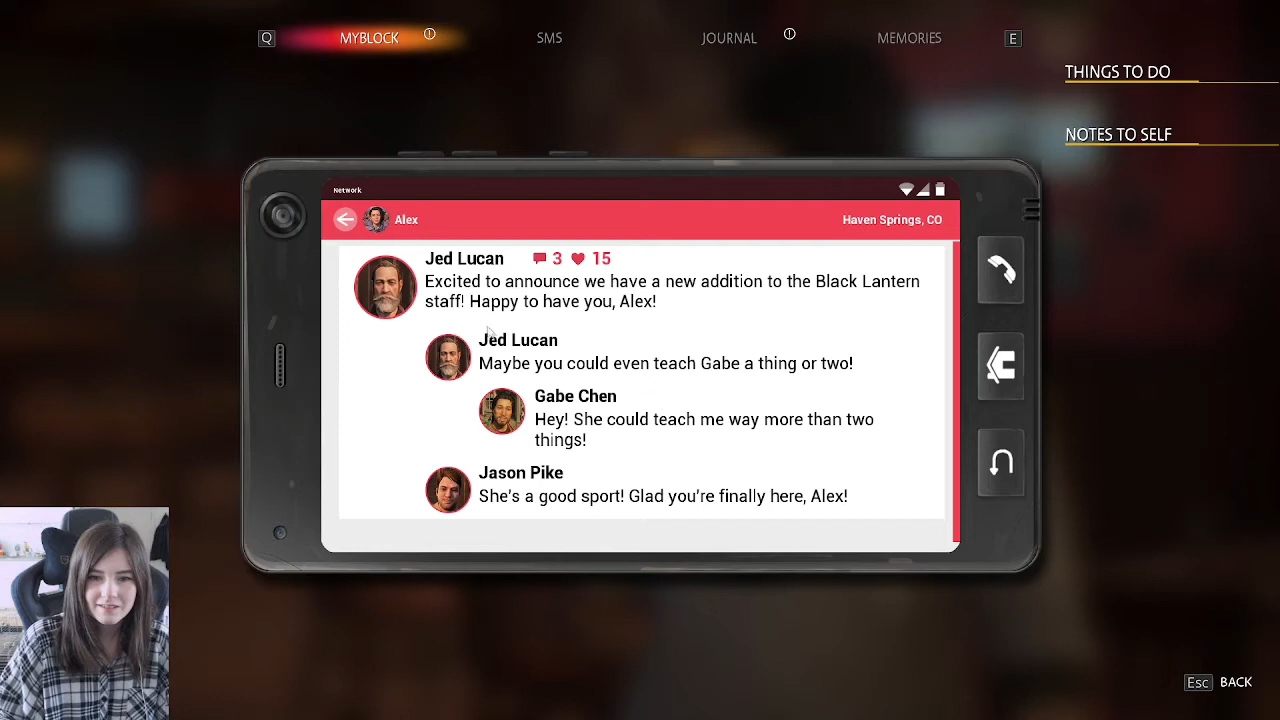 Q MYBLOCK SMS JOURNAL MEMORIES E
THINGS TO DO
NOTES TO SELF
Network
Alex Haven Springs, CO
Jed Lucan 3 15
Excited to announce we have a new addition to the Black Lantern
staff! Happy to have you, Alex!
Jed Lucan
Maybe you could even teach Gabe a thing or two!
Gabe Chen
Hey! She could teach me way more than two
things!
Jason Pike
She's a good sport! Glad you're finally here, Alex!
Esc BACK